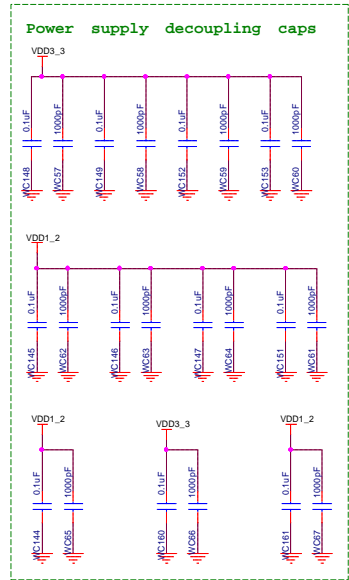 Power supply decoupling caps
VDD3_3
0.1uF 1000pF 0.1uF 1000pF 0.1uF 1000pF 0.1uF 1000pF
WC148 WC57 WC149 WC58 WC152 WC59 WC153 WC60
VDD1_2
0.1uF 1000pF 0.1uF 1000pF 0.1uF 1000pF 0.1uF 1000pF
WC145 WC62 WC146 WC63 WC147 WC64 WC151 WC61
VDD1_2 VDD3_3 VDD1_2
0.1uF 1000pF 0.1uF 1000pF 0.1uF 1000pF
WC144 WC65 WC160 WC66 WC161 WC67